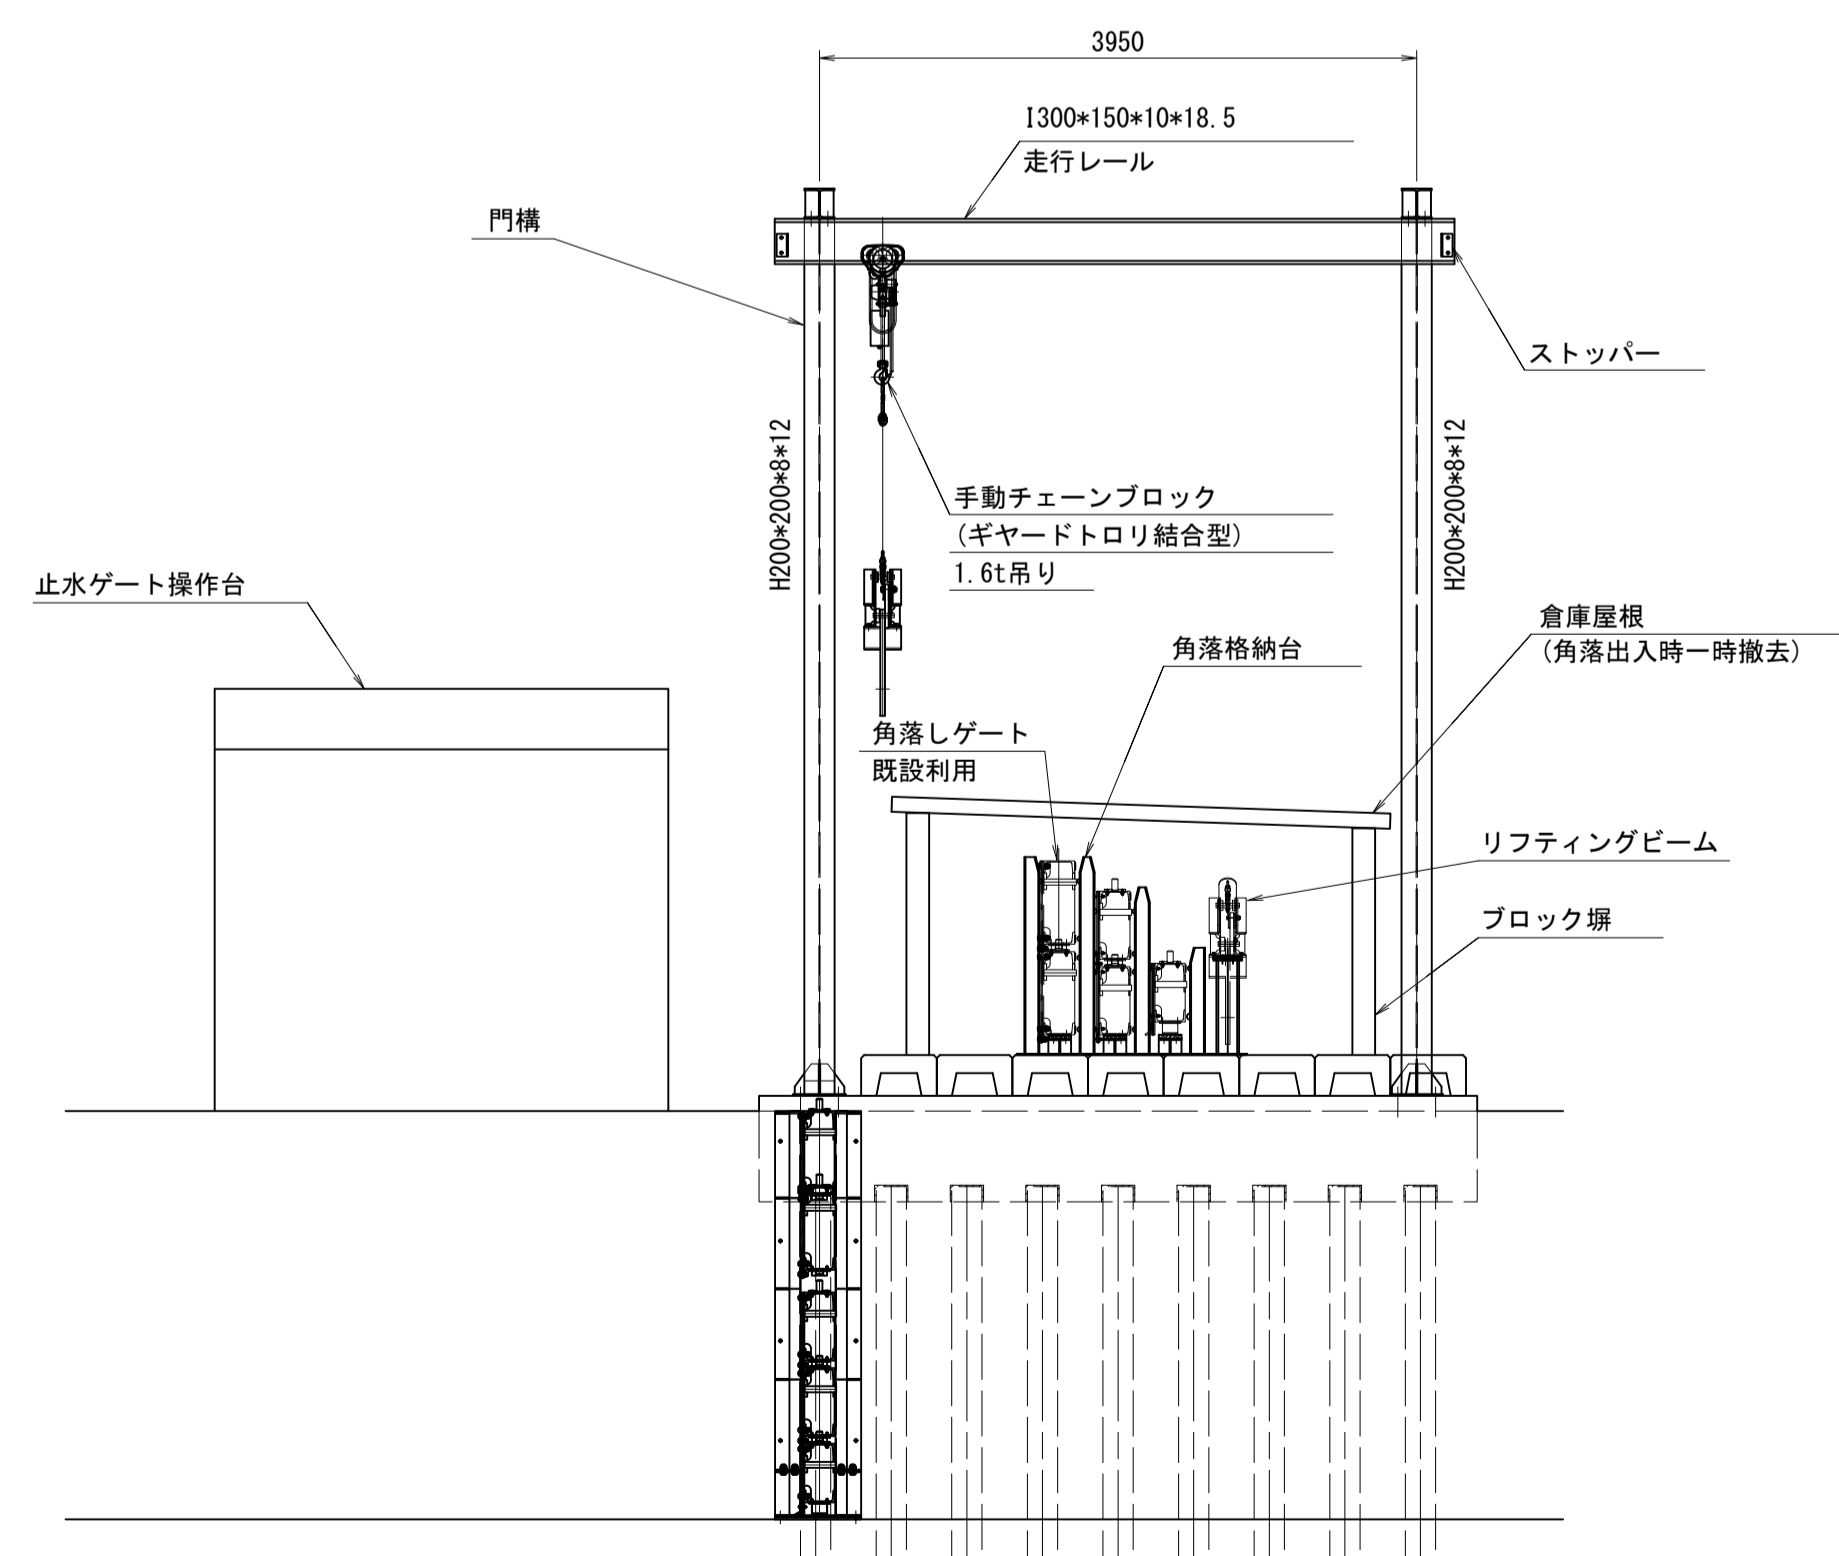 3950
I300*150*10*18.5
走行レール
門構
ストッパー
H200*200*8*12
H200*200*8*12
手動チェーンブロック
(ギヤードトロリ結合型)
1.6t吊り
止水ゲート操作台
倉庫屋根
(角落出入時一時撤去)
角落格納台
角落しゲート
既設利用
リフティングビーム
ブロック塀